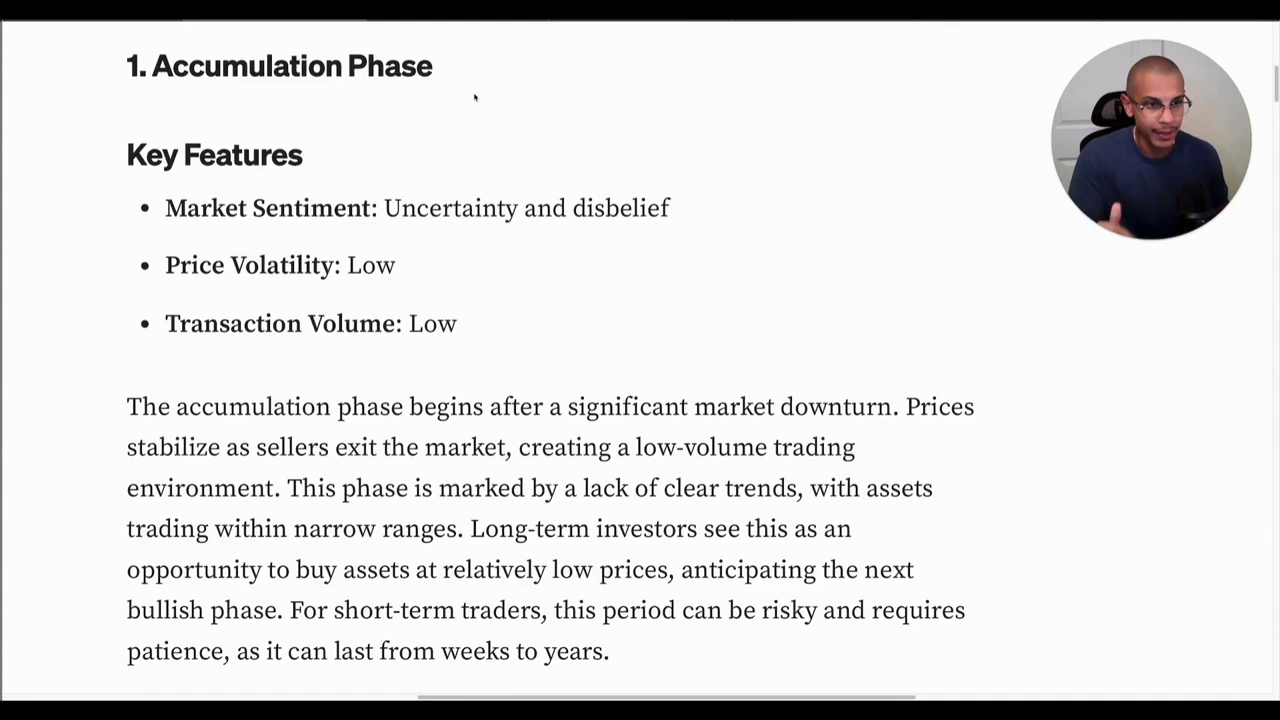 1. Accumulation Phase
Key Features
• Market Sentiment: Uncertainty and disbelief
• Price Volatility: Low
• Transaction Volume: Low
The accumulation phase begins after a significant market downturn. Prices
stabilize as sellers exit the market, creating a low-volume trading
environment. This phase is marked by a lack of clear trends, with assets
trading within narrow ranges. Long-term investors see this as an
opportunity to buy assets at relatively low prices, anticipating the next
bullish phase. For short-term traders, this period can be risky and requires
patience, as it can last from weeks to years.